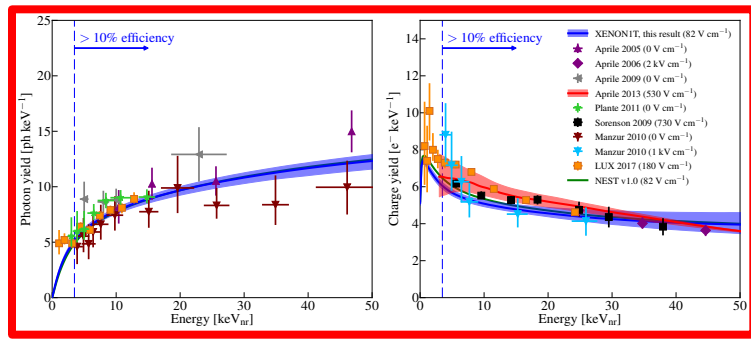 > 10% efficiency
Photon yield [ph keV⁻¹]
25
20
15
10
5
0
0 10 20 30 40 50
Energy [keVnr]
> 10% efficiency
Charge yield [e⁻ keV⁻¹]
12
10
8
6
4
2
0
0 10 20 30 40 50
Energy [keVnr]
XENON1T, this result (82 V cm⁻¹)
Aprile 2005 (0 V cm⁻¹)
Aprile 2006 (2 kV cm⁻¹)
Aprile 2009 (0 V cm⁻¹)
Aprile 2013 (530 V cm⁻¹)
Plante 2011 (0 V cm⁻¹)
Sorenson 2009 (730 V cm⁻¹)
Manzur 2010 (0 V cm⁻¹)
Manzur 2010 (1 kV cm⁻¹)
LUX 2017 (180 V cm⁻¹)
NEST v1.0 (82 V cm⁻¹)